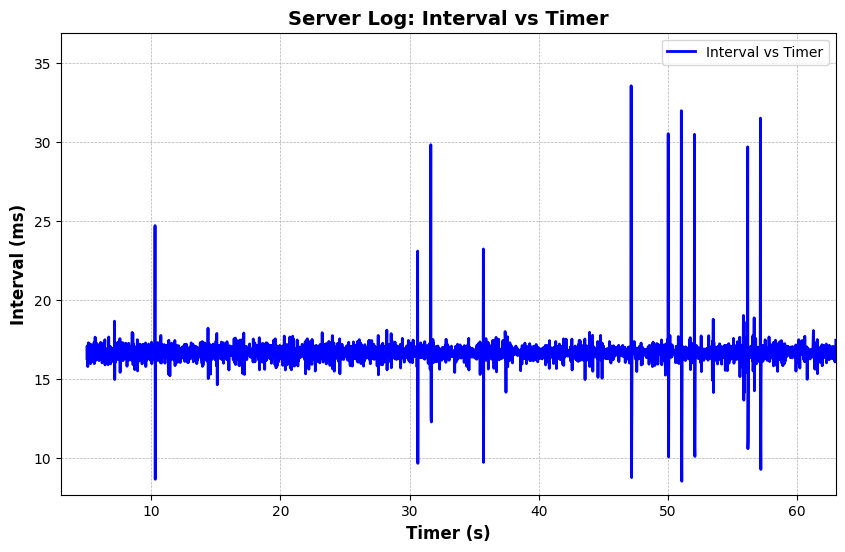 Server Log: Interval vs Timer
Interval vs Timer
35
30
25
20
15
10
Interval (ms)
10 20 30 40 50 60
Timer (s)